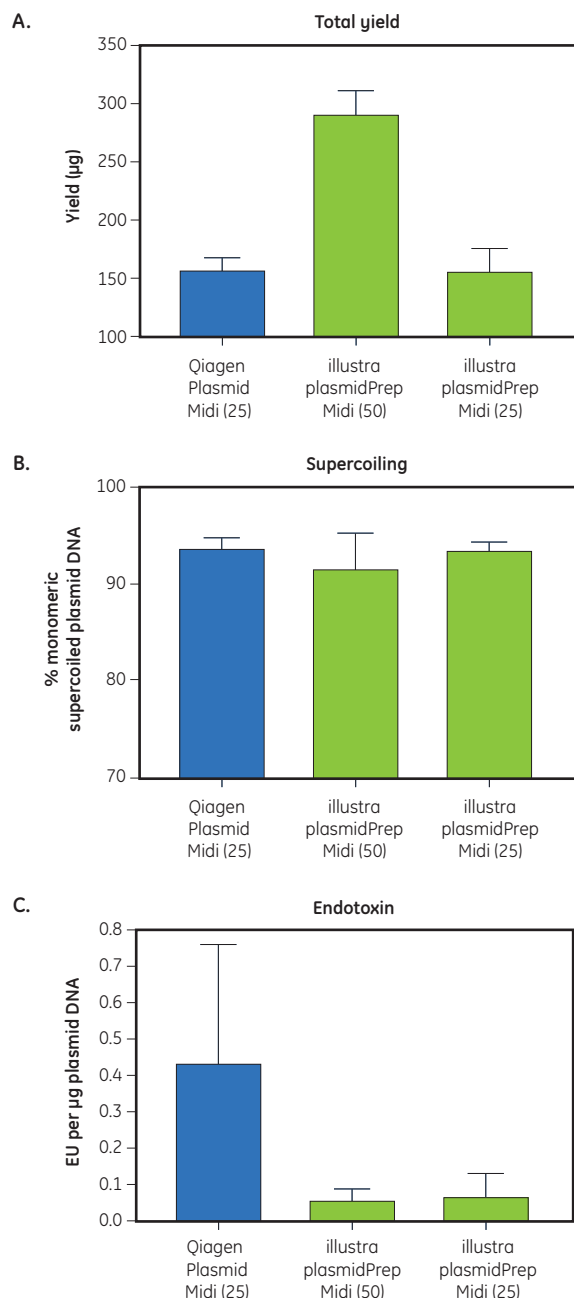 A.
Total yield
350
300
250
200
150
100
Yield (µg)
Qiagen
Plasmid
Midi (25)
illustra
plasmidPrep
Midi (50)
illustra
plasmidPrep
Midi (25)
B.
Supercoiling
100
90
80
70
% monomeric
supercoiled plasmid DNA
Qiagen
Plasmid
Midi (25)
illustra
plasmidPrep
Midi (50)
illustra
plasmidPrep
Midi (25)
C.
Endotoxin
0.8
0.7
0.6
0.5
0.4
0.3
0.2
0.1
0.0
EU per µg plasmid DNA
Qiagen
Plasmid
Midi (25)
illustra
plasmidPrep
Midi (50)
illustra
plasmidPrep
Midi (25)